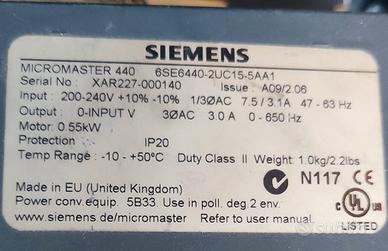 SIEMENS
MICROMASTER 440 6SE6440-2UC15-5AA1
Serial No : XAR227-000140 Issue : A09/2.06
Input : 200-240V +10% -10% 1/3ØAC 7.5/3.1A 47-63 Hz
Output : 0-INPUT V 3ØAC 3.0 A 0-650 Hz
Motor: 0.55kW
Protection IP20
Temp Range : -10 - +50°C Duty Class II Weight: 1.0kg/2.2lbs
Made in EU (United Kingdom) N117 CE UL
Power conv. equip. 5B33. Use in poll. deg.2 env.
www.siemens.de/micromaster Refer to user manual. LISTED